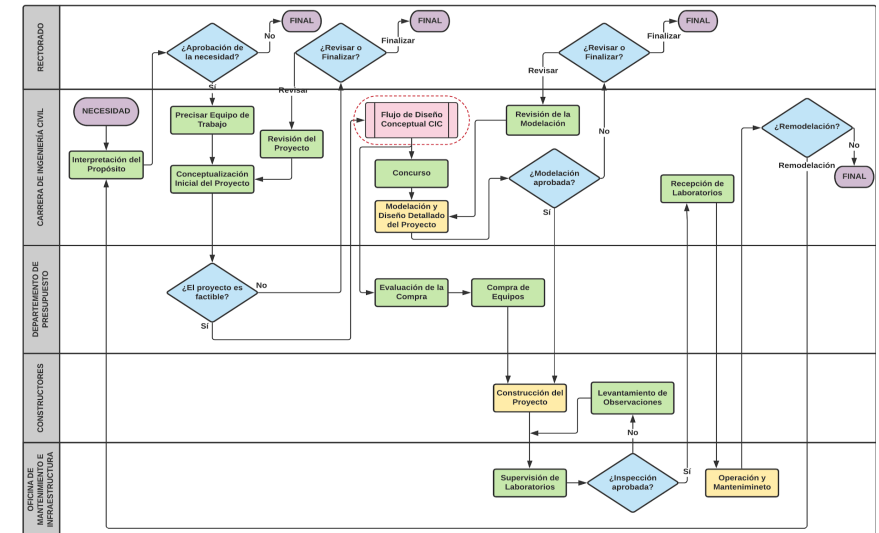 RECTORADO
¿Aprobación de
la necesidad?
No
FINAL
Sí
¿Revisar o
Finalizar?
Finalizar
FINAL
Revisar
¿Revisar o
Finalizar?
Finalizar
FINAL
Revisar
CARRERA DE INGENIERÍA CIVIL
NECESIDAD
Interpretación del
Propósito
Precisar Equipo de
Trabajo
Conceptualización
Inicial del Proyecto
Revisión del
Proyecto
Flujo de Diseño
Conceptual CIC
Concurso
Modelación y
Diseño Detallado
del Proyecto
Revisión de la
Modelación
¿Modelación
aprobada?
No
Sí
Recepción de
Laboratorios
¿Remodelación?
No
Remodelación
FINAL
DEPARTEMENTO DE
PRESUPUESTO
¿El proyecto es
factible?
No
Sí
Evaluación de la
Compra
Compra de
Equipos
CONSTRUCTORES
Construcción del
Proyecto
Levantamiento de
Observaciones
No
OFICINA DE
MANTENIMIENTO E
INFRAESTRUCTURA
Supervisión de
Laboratorios
¿Inspección
aprobada?
Sí
Operación y
Mantenimineto